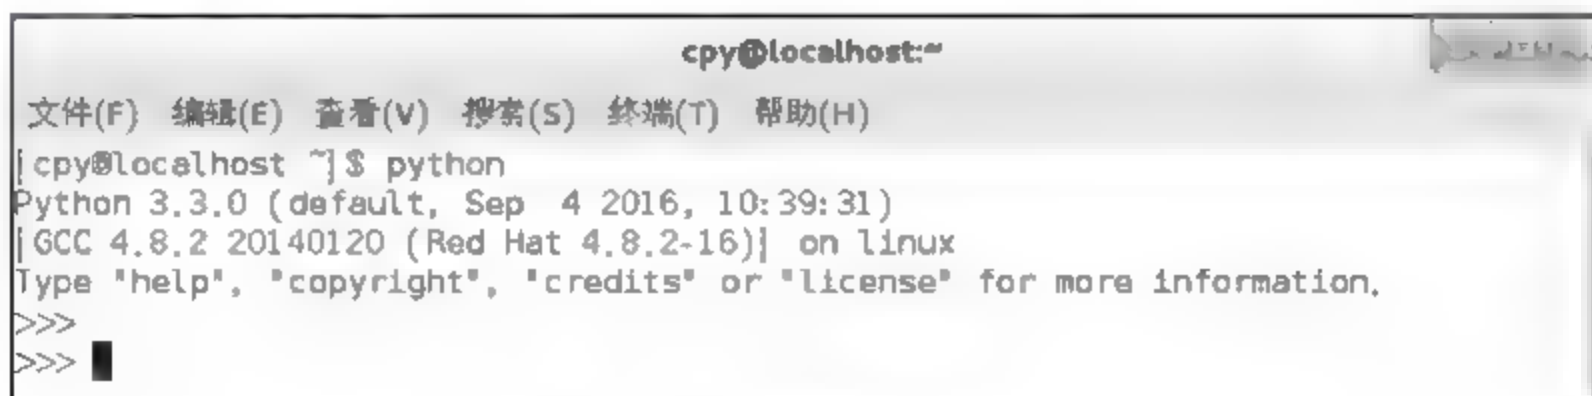 cpy@localhost:~
文件(F) 编辑(E) 查看(V) 搜索(S) 终端(T) 帮助(H)
[cpy@localhost ~]$ python
Python 3.3.0 (default, Sep  4 2016, 10:39:31)
[GCC 4.8.2 20140120 (Red Hat 4.8.2-16)] on linux
Type "help", "copyright", "credits" or "license" for more information.
>>>
>>>